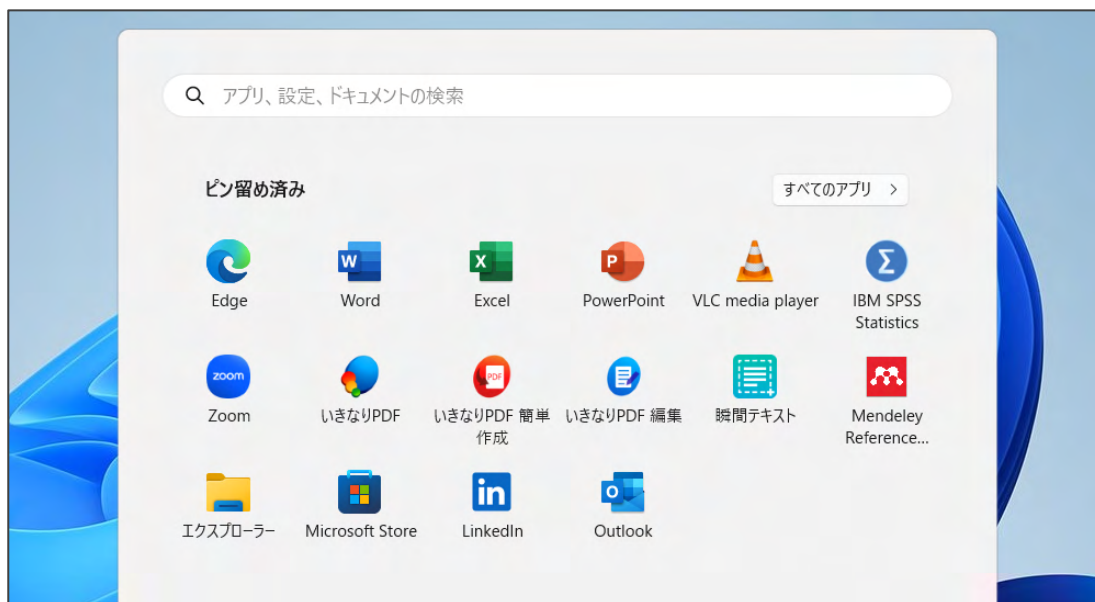 アプリ、設定、ドキュメントの検索
ピン留め済み
すべてのアプリ >
W
X
P
Σ
Edge
Word
Excel
PowerPoint
VLC media player
IBM SPSS
Statistics
zoom
PDF
Zoom
いきなりPDF
いきなりPDF 簡単
作成
いきなりPDF 編集
瞬間テキスト
Mendeley
Reference...
in
O
エクスプローラー
Microsoft Store
LinkedIn
Outlook